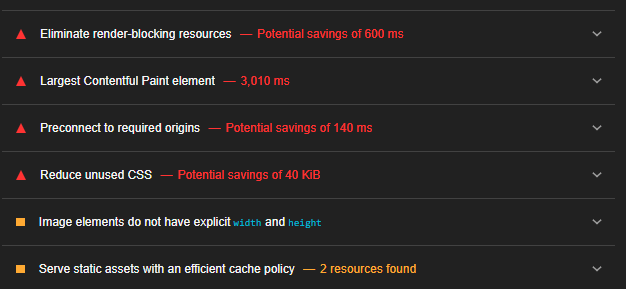 Eliminate render-blocking resources — Potential savings of 600 ms
Largest Contentful Paint element — 3,010 ms
Preconnect to required origins — Potential savings of 140 ms
Reduce unused CSS — Potential savings of 40 KiB
Image elements do not have explicit width and height
Serve static assets with an efficient cache policy — 2 resources found